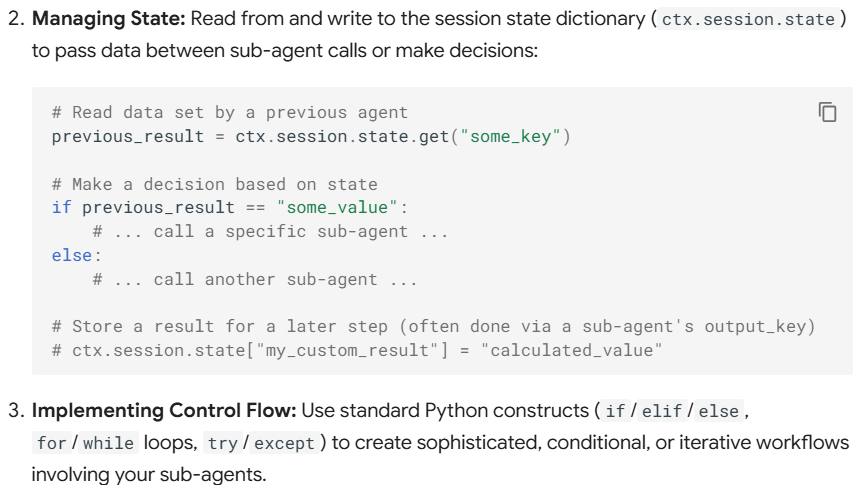 2. Managing State: Read from and write to the session state dictionary ( ctx.session.state )
to pass data between sub-agent calls or make decisions:
# Read data set by a previous agent
previous_result = ctx.session.state.get("some_key")
# Make a decision based on state
if previous_result == "some_value":
    # ... call a specific sub-agent ...
else:
    # ... call another sub-agent ...
# Store a result for a later step (often done via a sub-agent's output_key)
# ctx.session.state["my_custom_result"] = "calculated_value"
3. Implementing Control Flow: Use standard Python constructs ( if / elif / else ,
for / while loops, try / except ) to create sophisticated, conditional, or iterative workflows
involving your sub-agents.